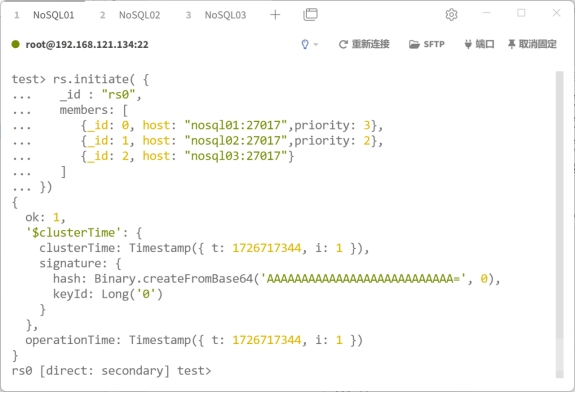 1 NoSQL01 2 NoSQL02 3 NoSQL03
root@192.168.121.134:22 重新连接 SFTP 端口 取消固定
test> rs.initiate( {
... _id : "rs0",
... members: [
... {_id: 0, host: "nosql01:27017",priority: 3},
... {_id: 1, host: "nosql02:27017",priority: 2},
... {_id: 2, host: "nosql03:27017"}
... ]
... })
{
ok: 1,
'$clusterTime': {
clusterTime: Timestamp({ t: 1726717344, i: 1 }),
signature: {
hash: Binary.createFromBase64('AAAAAAAAAAAAAAAAAAAAAAAAAAA=', 0),
keyId: Long('0')
}
},
operationTime: Timestamp({ t: 1726717344, i: 1 })
}
rs0 [direct: secondary] test>